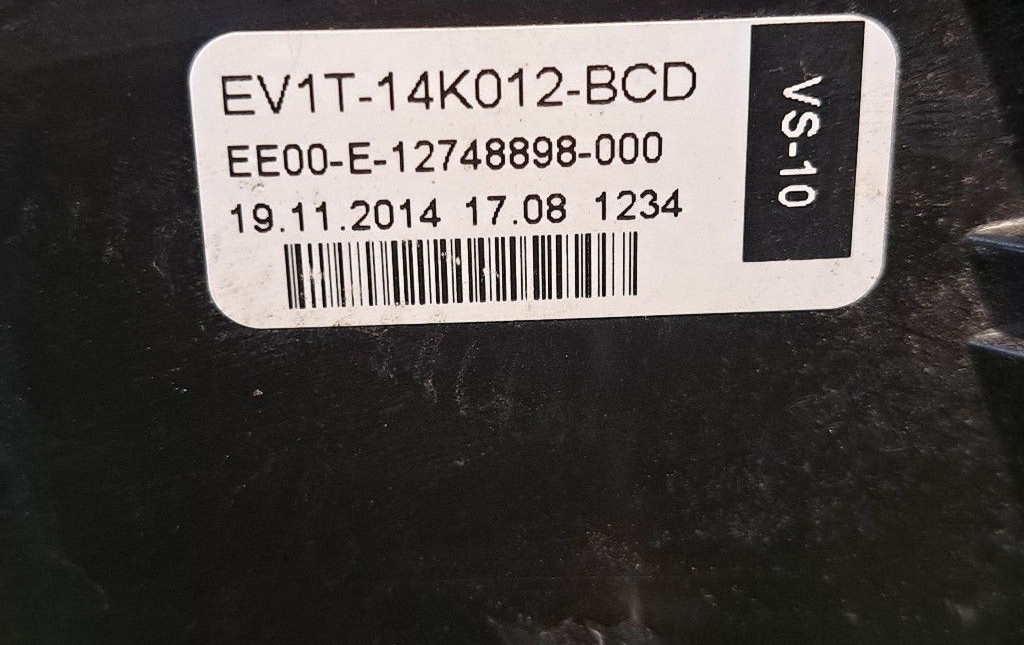 EV1T-14K012-BCD
EE00-E-12748898-000
19.11.2014 17.08 1234
VS-10